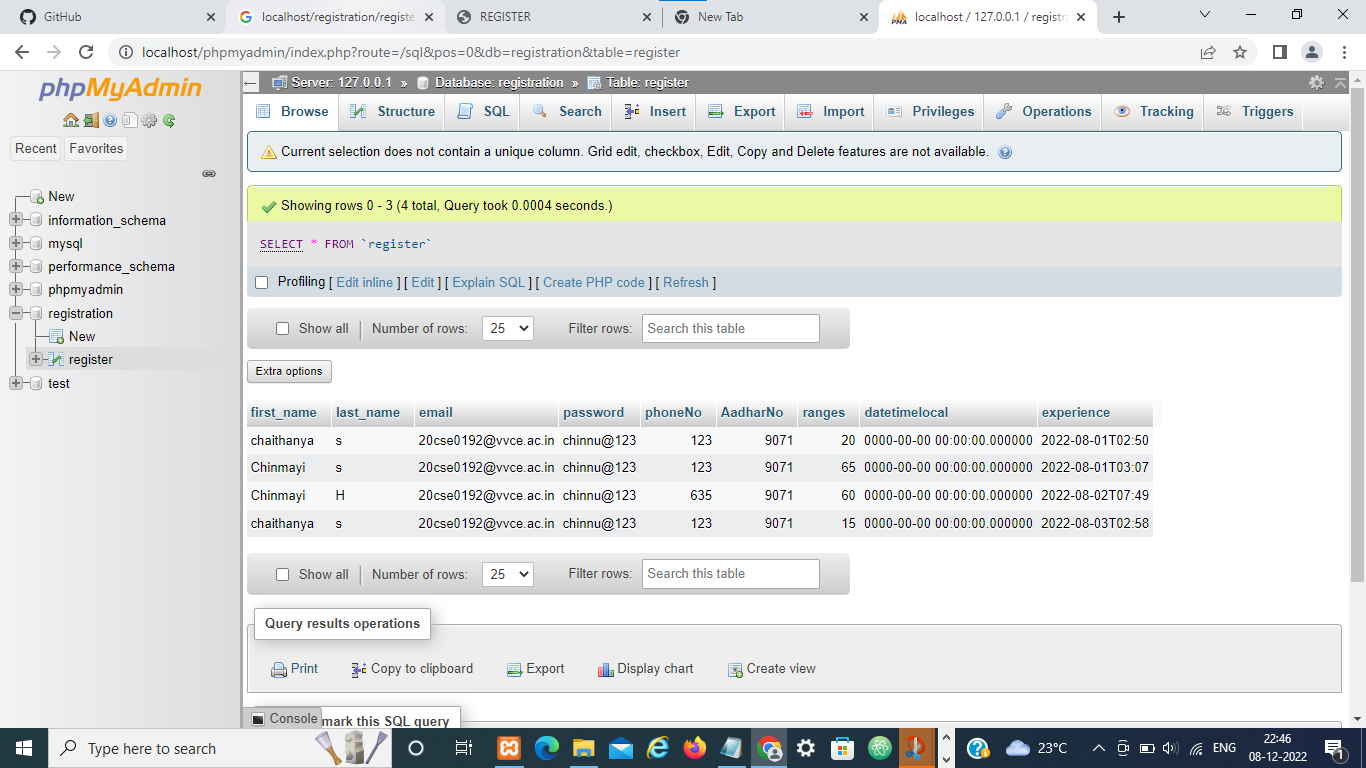 GitHub
localhost/registration/registe
REGISTER
New Tab
localhost / 127.0.0.1 / registr
localhost/phpmyadmin/index.php?route=/sql&pos=0&db=registration&table=register
phpMyAdmin
Recent Favorites
New
information_schema
mysql
performance_schema
phpmyadmin
registration
New
register
test
Server: 127.0.0.1 » Database: registration » Table: register
Browse Structure SQL Search Insert Export Import Privileges Operations Tracking Triggers
Current selection does not contain a unique column. Grid edit, checkbox, Edit, Copy and Delete features are not available.
Showing rows 0 - 3 (4 total, Query took 0.0004 seconds.)
SELECT * FROM `register`
Profiling [ Edit inline ] [ Edit ] [ Explain SQL ] [ Create PHP code ] [ Refresh ]
Show all Number of rows: 25 Filter rows: Search this table
Extra options
first_name last_name email password phoneNo AadharNo ranges datetimelocal experience
chaithanya s 20cse0192@vvce.ac.in chinnu@123 123 9071 20 0000-00-00 00:00:00.000000 2022-08-01T02:50
Chinmayi s 20cse0192@vvce.ac.in chinnu@123 123 9071 65 0000-00-00 00:00:00.000000 2022-08-01T03:07
Chinmayi H 20cse0192@vvce.ac.in chinnu@123 635 9071 60 0000-00-00 00:00:00.000000 2022-08-02T07:49
chaithanya s 20cse0192@vvce.ac.in chinnu@123 123 9071 15 0000-00-00 00:00:00.000000 2022-08-03T02:58
Show all Number of rows: 25 Filter rows: Search this table
Query results operations
Print Copy to clipboard Export Display chart Create view
Console mark this SQL query
Type here to search
23°C
ENG
22:46
08-12-2022
1